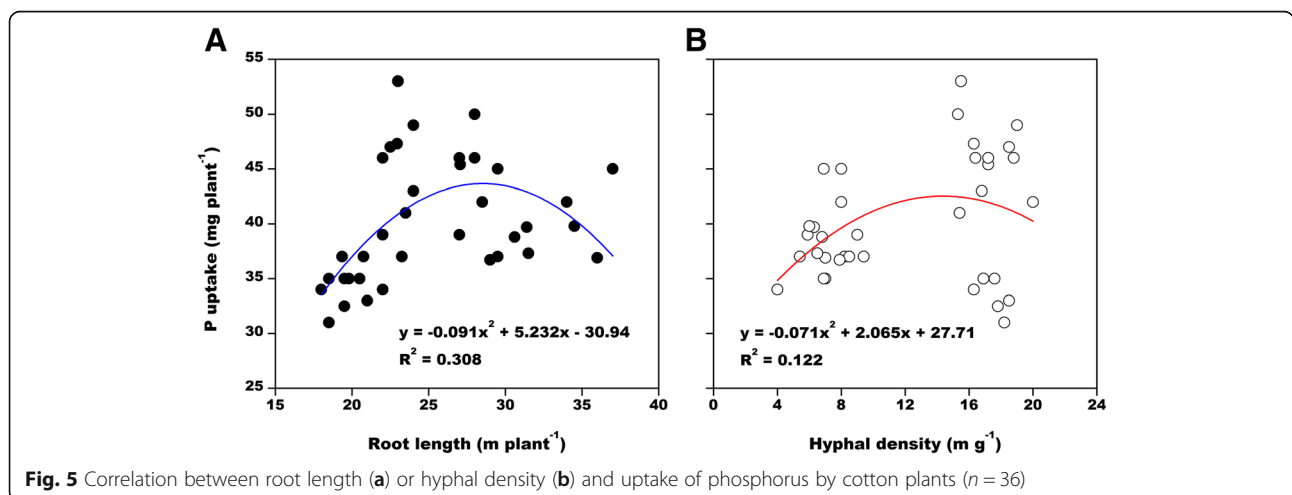 A
B
55
50
45
40
35
30
25
P uptake (mg plant⁻¹)
y = -0.091x² + 5.232x - 30.94
R² = 0.308
y = -0.071x² + 2.065x + 27.71
R² = 0.122
15 20 25 30 35 40
0 4 8 12 16 20 24
Root length (m plant⁻¹)
Hyphal density (m g⁻¹)
Fig. 5 Correlation between root length (a) or hyphal density (b) and uptake of phosphorus by cotton plants (n = 36)